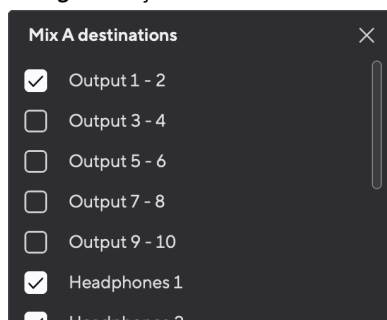 Mix A destinations
Output 1 - 2
Output 3 - 4
Output 5 - 6
Output 7 - 8
Output 9 - 10
Headphones 1